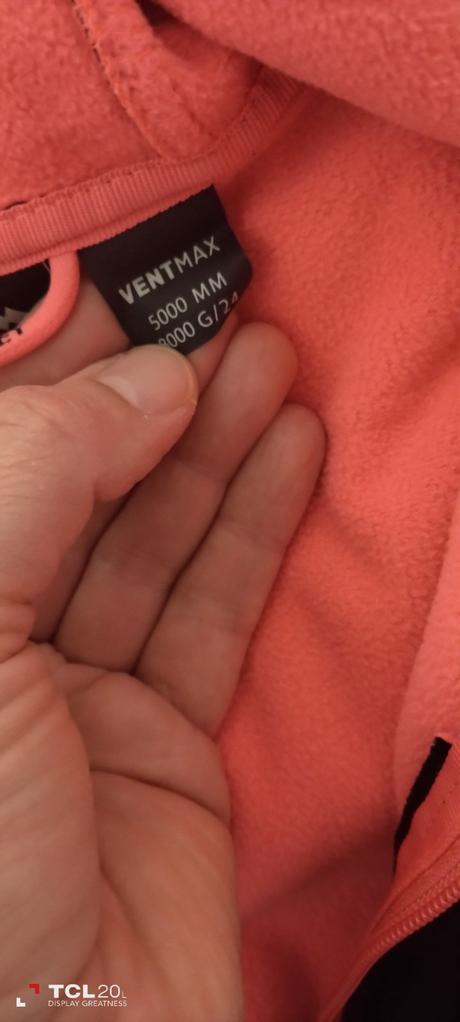 VENTMAX
5000 MM
TCL 20L
DISPLAY GREATNESS